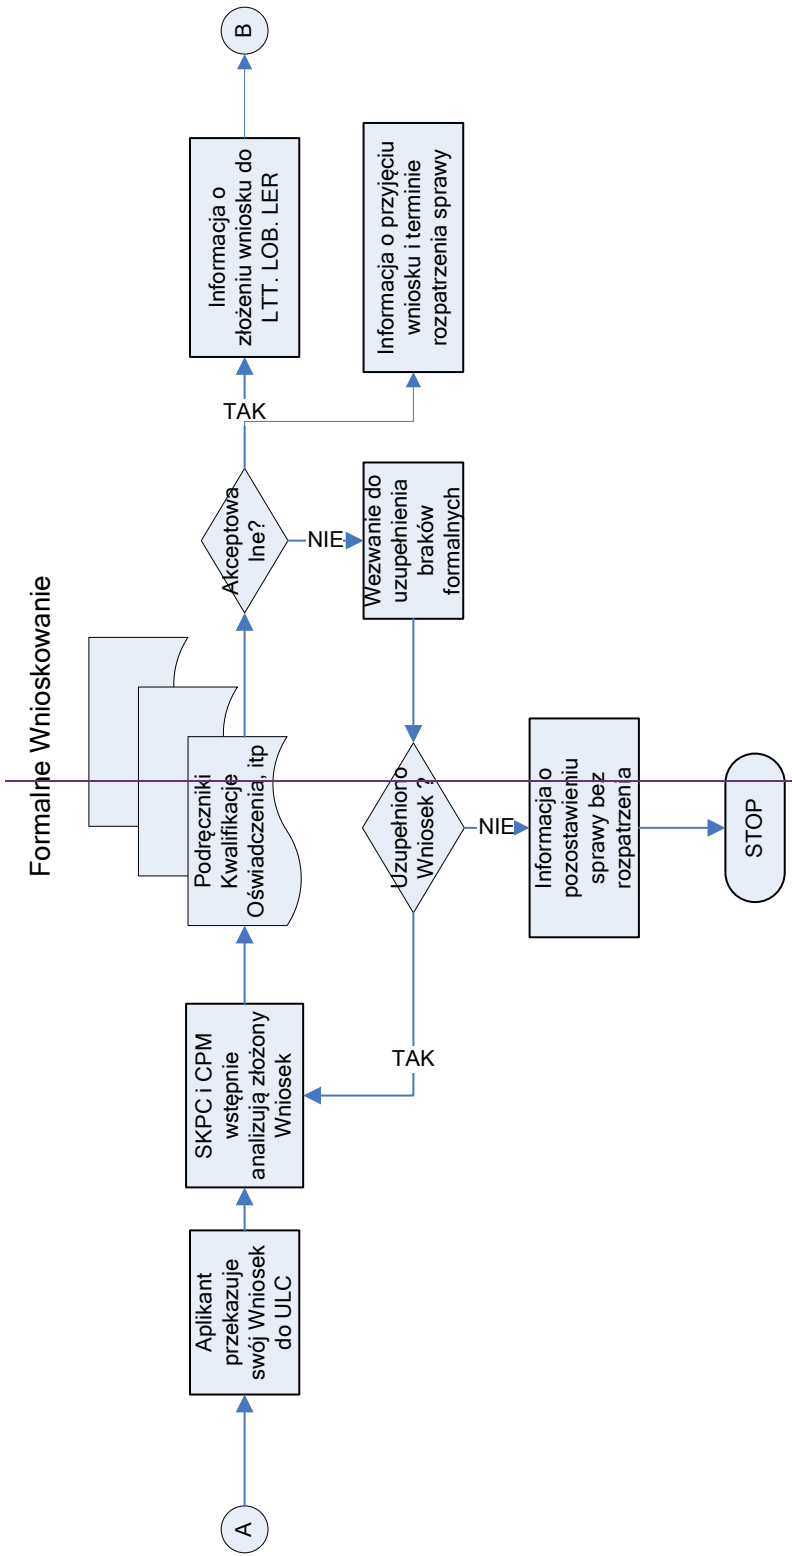 Formalne Wnioskowanie
A
Aplikant
przekazuje
swój Wniosek
do ULC
SKPC i CPM
wstępnie
analizują złożony
Wniosek
Podręczniki
Kwalifikacje
Oświadczenia, itp
Akceptowa
lne?
TAK
Informacja o
złożeniu wniosku do
LTT. LOB. LER
B
Informacja o przyjęciu
wniosku i terminie
rozpatrzenia sprawy
NIE
Wezwanie do
uzupełnienia
braków
formalnych
Uzupełniono
Wniosek ?
TAK
NIE
Informacja o
pozostawieniu
sprawy bez
rozpatrzenia
STOP